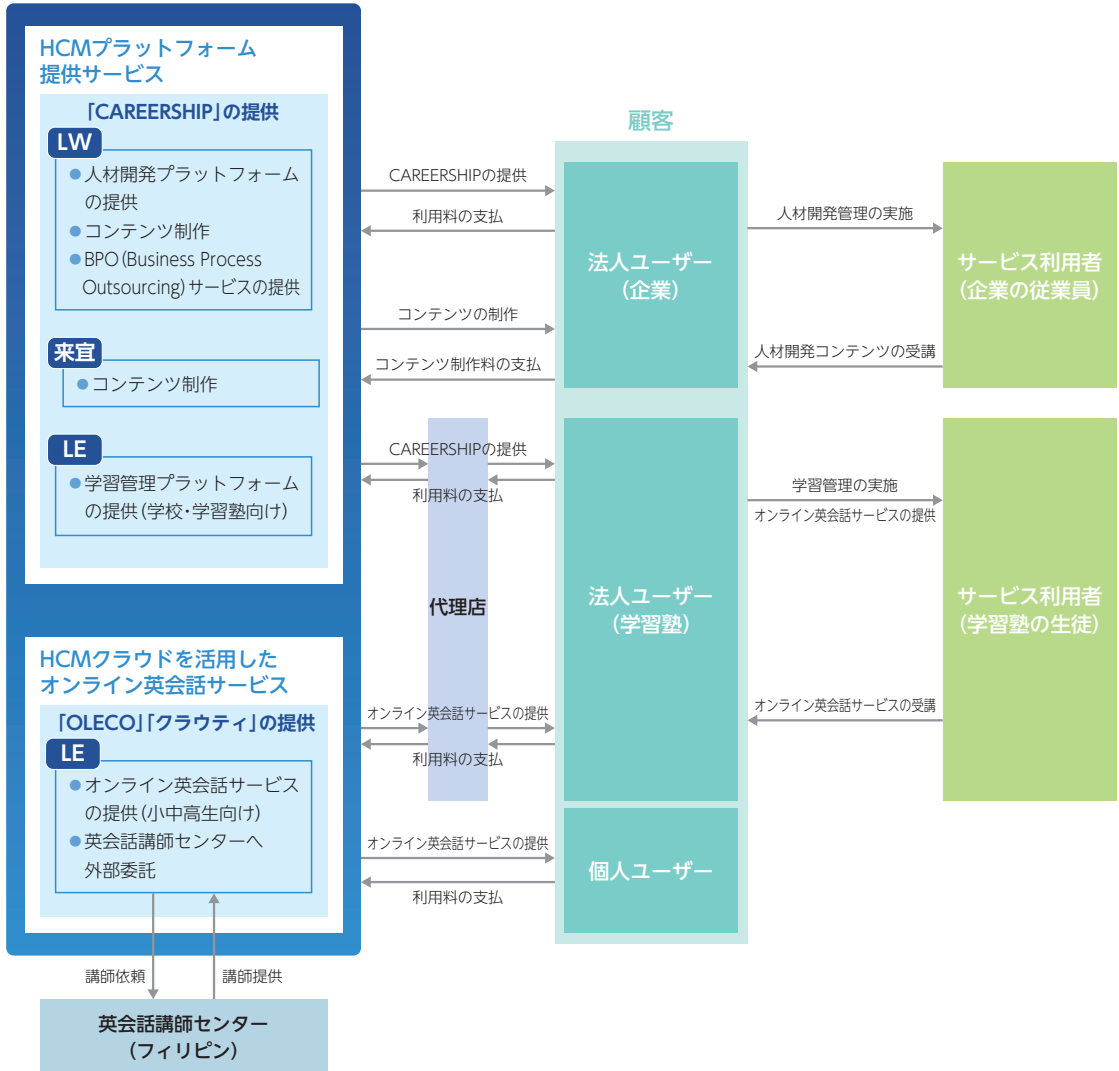 HCMプラットフォーム
提供サービス
「CAREERSHIP」の提供
LW
●人材開発プラットフォーム
の提供
●コンテンツ制作
●BPO(Business Process
Outsourcing)サービスの提供
来宜
●コンテンツ制作
LE
●学習管理プラットフォーム
の提供(学校・学習塾向け)
HCMクラウドを活用した
オンライン英会話サービス
「OLECO」「クラウティ」の提供
LE
●オンライン英会話サービス
の提供(小中高生向け)
●英会話講師センターへ
外部委託
講師依頼
講師提供
英会話講師センター
(フィリピン)
CAREERSHIPの提供
利用料の支払
コンテンツの制作
コンテンツ制作料の支払
CAREERSHIPの提供
利用料の支払
代理店
オンライン英会話サービスの提供
利用料の支払
オンライン英会話サービスの提供
利用料の支払
顧客
法人ユーザー
(企業)
法人ユーザー
(学習塾)
個人ユーザー
人材開発管理の実施
人材開発コンテンツの受講
学習管理の実施
オンライン英会話サービスの提供
オンライン英会話サービスの受講
サービス利用者
(企業の従業員)
サービス利用者
(学習塾の生徒)